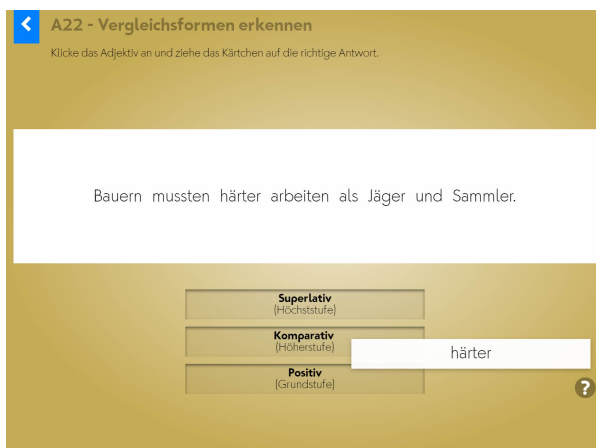 A22 - Vergleichsformen erkennen
Klicke das Adjektiv an und ziehe das Kärtchen auf die richtige Antwort.
Bauern mussten härter arbeiten als Jäger und Sammler.
Superlativ
(Höchststufe)
Komparativ
(Höherstufe)
härter
Positiv
(Grundstufe)
?